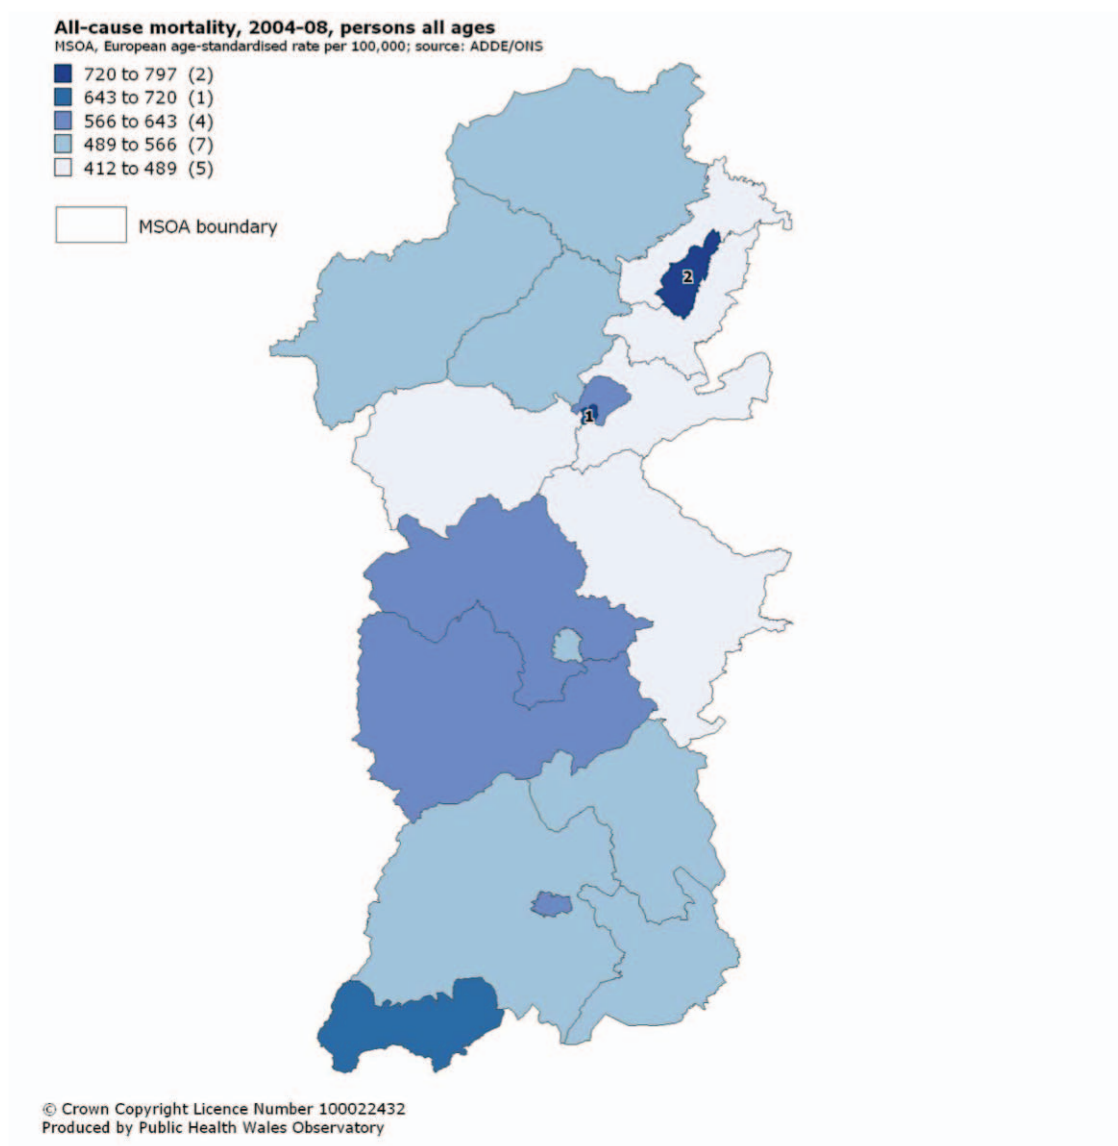 All-cause mortality, 2004-08, persons all ages
MSOA, European age-standardised rate per 100,000; source: ADDE/ONS
720 to 797 (2)
643 to 720 (1)
566 to 643 (4)
489 to 566 (7)
412 to 489 (5)
MSOA boundary
2
1
© Crown Copyright Licence Number 100022432
Produced by Public Health Wales Observatory